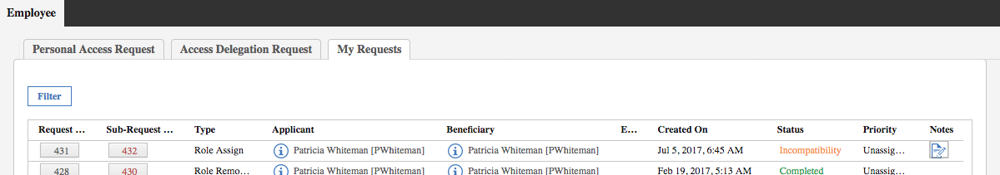 Employee
Personal Access Request Access Delegation Request My Requests
Filter
Request ... Sub-Request ... Type Applicant Beneficiary E... Created On Status Priority Notes
431 432 Role Assign Patricia Whiteman [PWhiteman] Patricia Whiteman [PWhiteman] Jul 5, 2017, 6:45 AM Incompatibility Unassig...
428 430 Role Remo... Patricia Whiteman [PWhiteman] Patricia Whiteman [PWhiteman] Feb 19, 2017, 5:13 AM Completed Unassig...